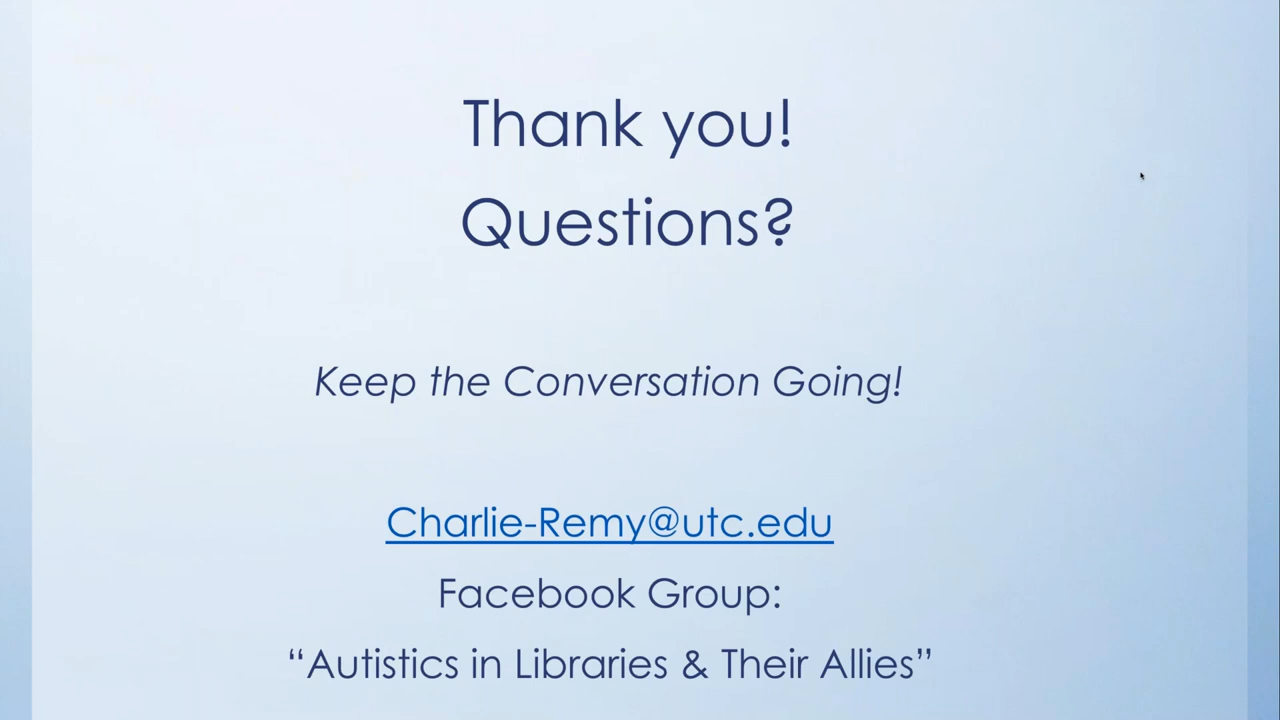 Thank you!
Questions?
Keep the Conversation Going!
Charlie-Remy@utc.edu
Facebook Group:
“Autistics in Libraries & Their Allies”